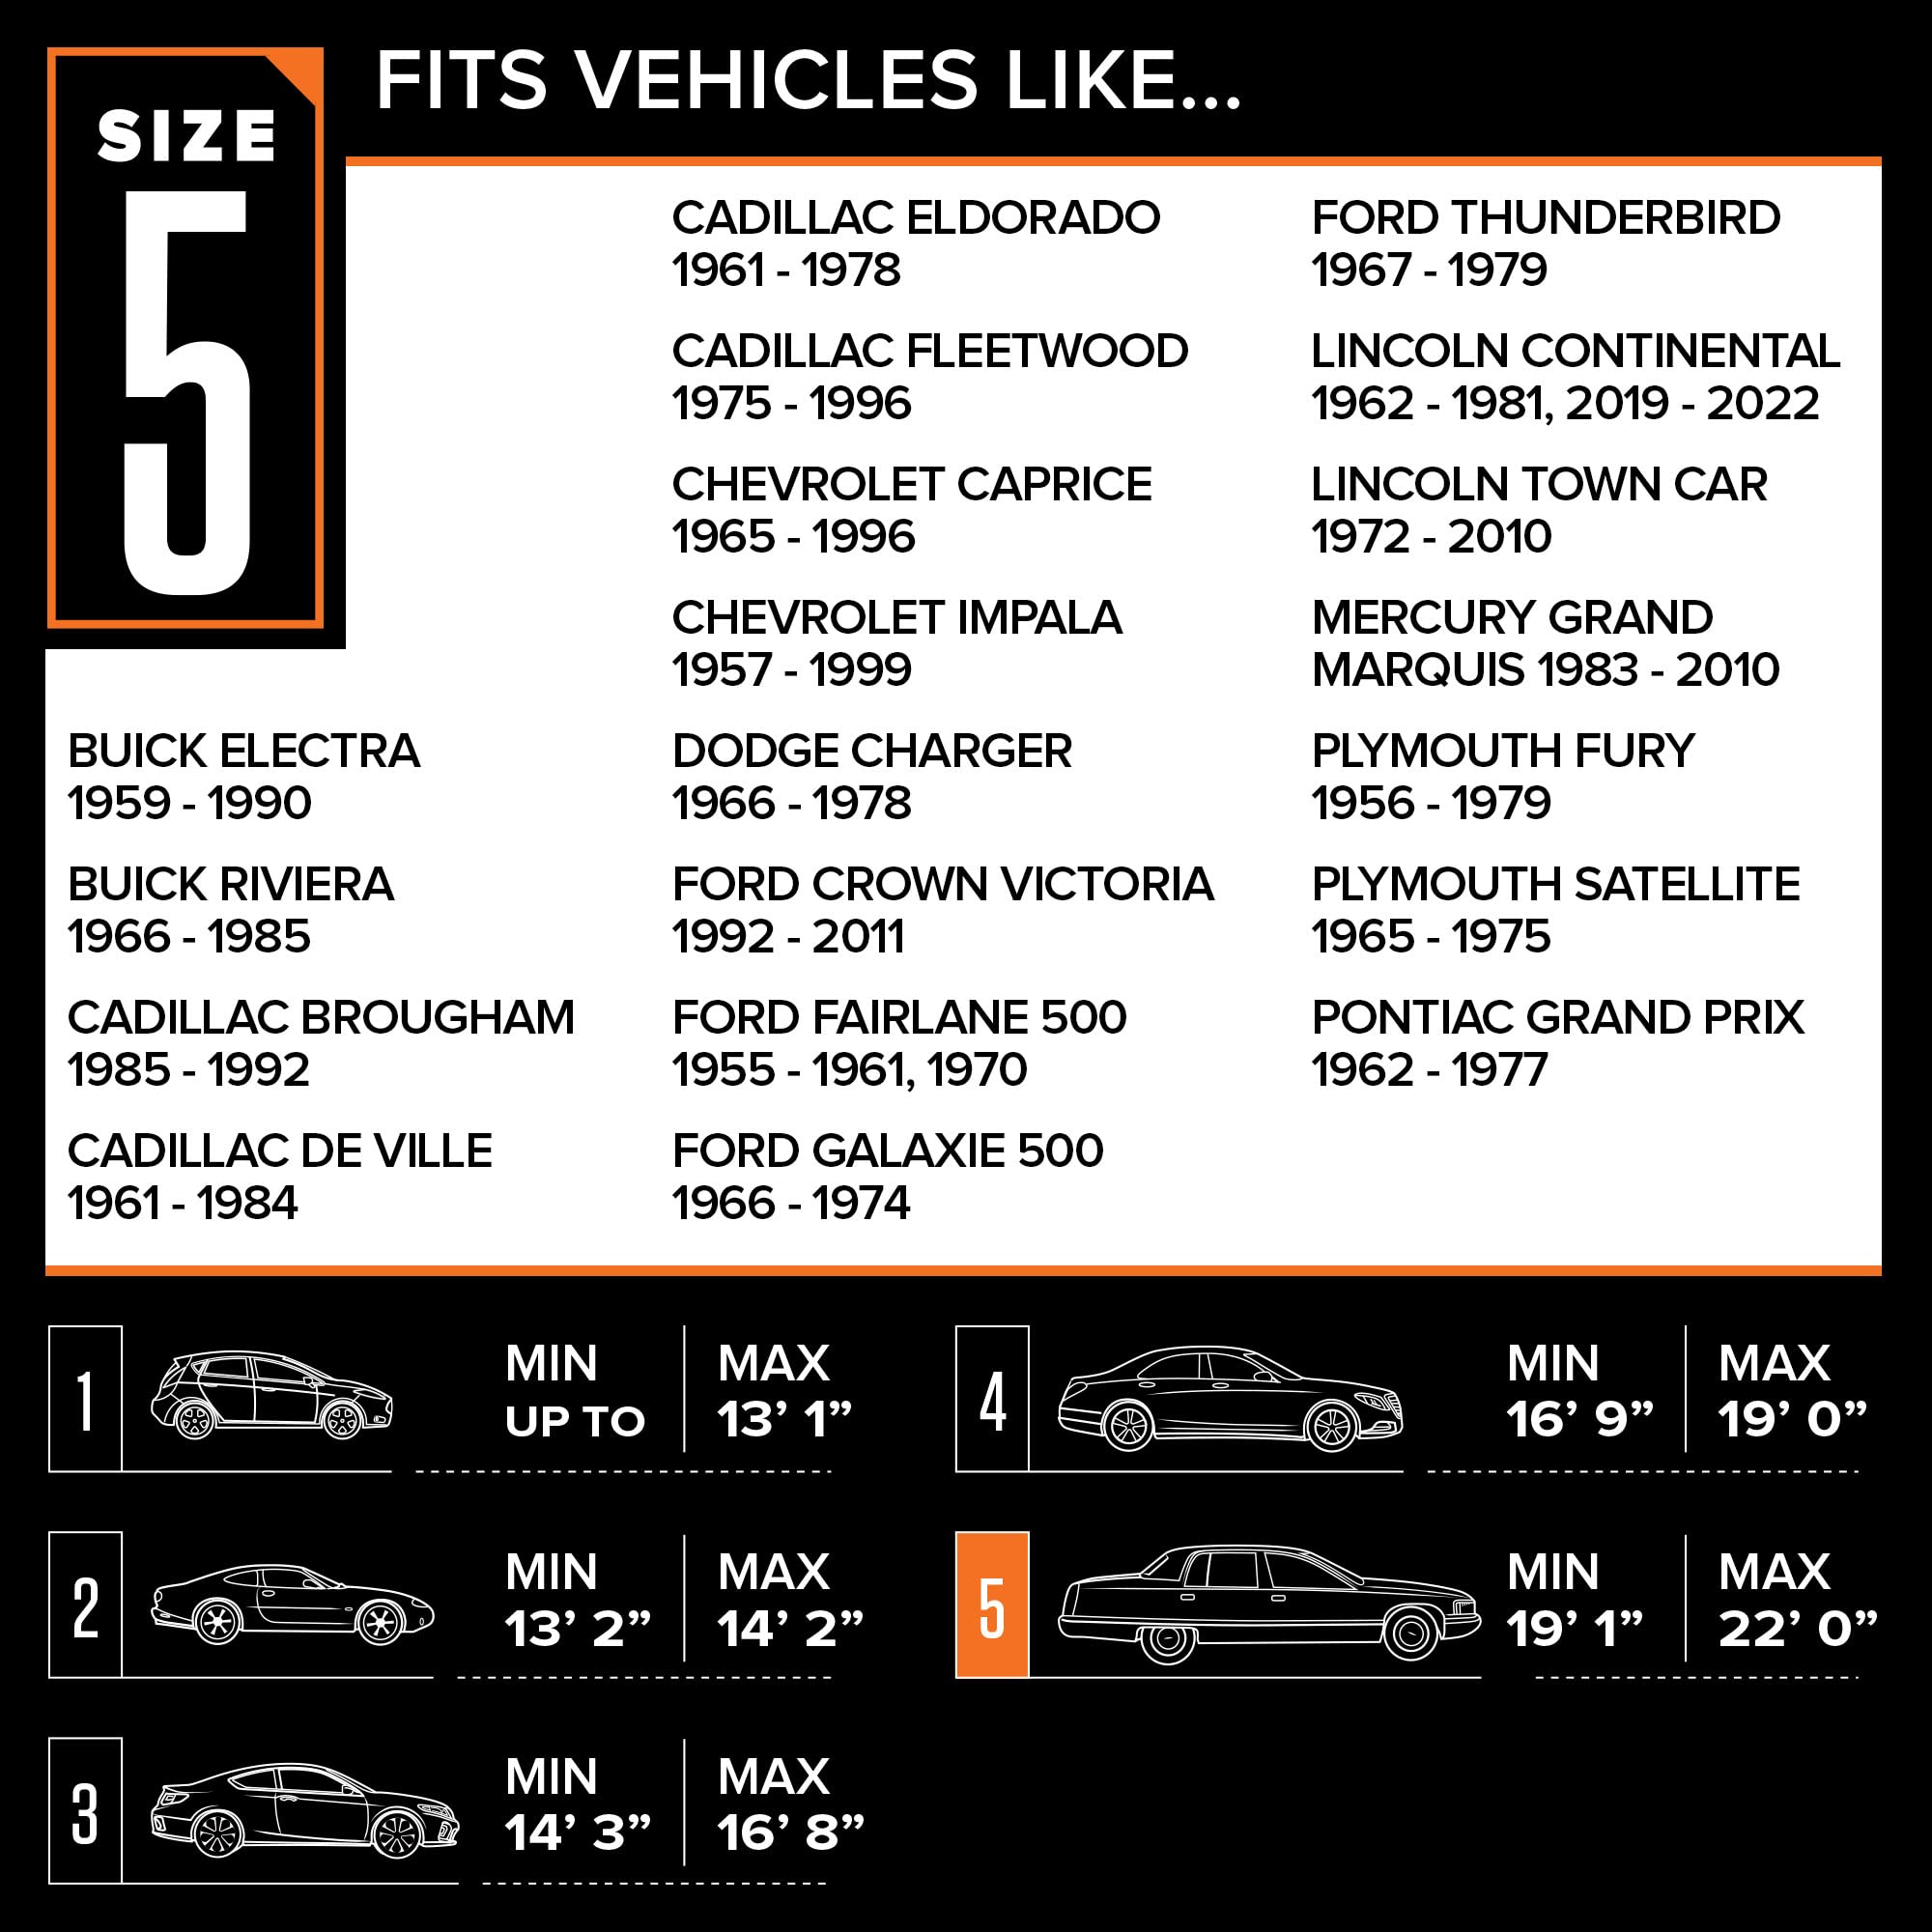 SIZE
5
FITS VEHICLES LIKE...
BUICK ELECTRA
1959 - 1990
BUICK RIVIERA
1966 - 1985
CADILLAC BROUGHAM
1985 - 1992
CADILLAC DE VILLE
1961 - 1984
CADILLAC ELDORADO
1961 - 1978
CADILLAC FLEETWOOD
1975 - 1996
CHEVROLET CAPRICE
1965 - 1996
CHEVROLET IMPALA
1957 - 1999
DODGE CHARGER
1966 - 1978
FORD CROWN VICTORIA
1992 - 2011
FORD FAIRLANE 500
1955 - 1961, 1970
FORD GALAXIE 500
1966 - 1974
FORD THUNDERBIRD
1967 - 1979
LINCOLN CONTINENTAL
1962 - 1981, 2019 - 2022
LINCOLN TOWN CAR
1972 - 2010
MERCURY GRAND
MARQUIS 1983 - 2010
PLYMOUTH FURY
1956 - 1979
PLYMOUTH SATELLITE
1965 - 1975
PONTIAC GRAND PRIX
1962 - 1977
1
MIN
UP TO
MAX
13’ 1”
2
MIN
13’ 2”
MAX
14’ 2”
3
MIN
14’ 3”
MAX
16’ 8”
4
MIN
16’ 9”
MAX
19’ 0”
5
MIN
19’ 1”
MAX
22’ 0”